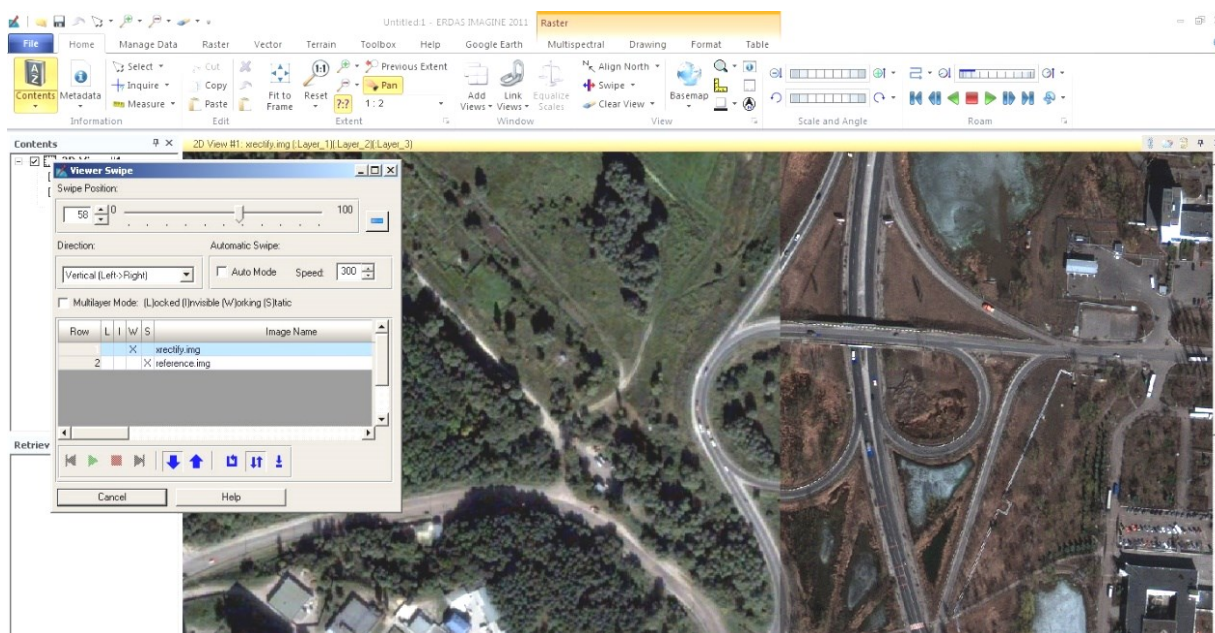 Untitled:1 - ERDAS IMAGINE 2011 Raster
File Home Manage Data Raster Vector Terrain Toolbox Help Google Earth Multispectral Drawing Format Table
Contents
Metadata
Select
Inquire
Measure
Information
Cut
Copy
Paste
Edit
Fit to
Frame
Reset
Previous Extent
Pan
?:?
1 : 2
Extent
Add
Views
Link
Views
Equalize
Scales
Window
Align North
Swipe
Clear View
Basemap
View
Scale and Angle
Roam
Contents
2D View #1: xrectify.img (:Layer_1)(:Layer_2)(:Layer_3)
Viewer Swipe
Swipe Position:
58 0 100
Direction: Automatic Swipe:
Vertical (Left->Right) Auto Mode Speed: 300
Multilayer Mode: (L)ocked (I)nvisible (W)orking (S)tatic
Row L I W S Image Name
X xrectify.img
2 X reference.img
Retriev
Cancel Help